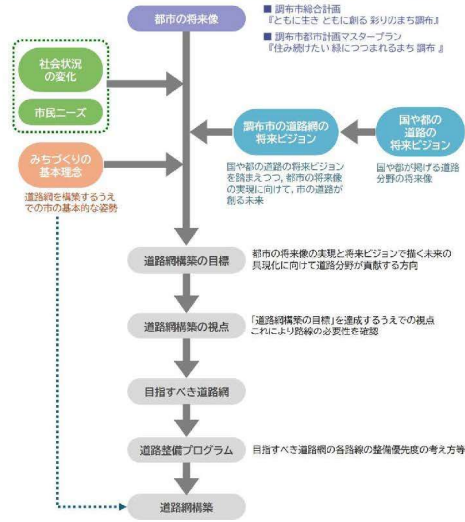 都市の将来像
■ 調布市総合計画
『ともに生き ともに創る 彩りのまち調布』
■ 調布市都市計画マスタープラン
『住み続けたい 緑につつまれるまち 調布 』
社会状況
の変化
市民ニーズ
調布市の道路網の
将来ビジョン
国や都の
道路の
将来ビジョン
国や都の道路の将来ビジョン
を踏まえつつ, 都市の将来像
の実現に向けて, 市の道路が
創る未来
国や都が掲げる道路
分野の将来像
みちづくりの
基本理念
道路網を構築するうえ
での市の基本的な姿勢
道路網構築の目標
都市の将来像の実現と将来ビジョンで描く未来の
具現化に向けて道路分野が貢献する方向
道路網構築の視点
「道路網構築の目標」を達成するうえでの視点
これにより路線の必要性を確認
目指すべき道路網
道路整備プログラム
目指すべき道路網の各路線の整備優先度の考え方等
道路網構築